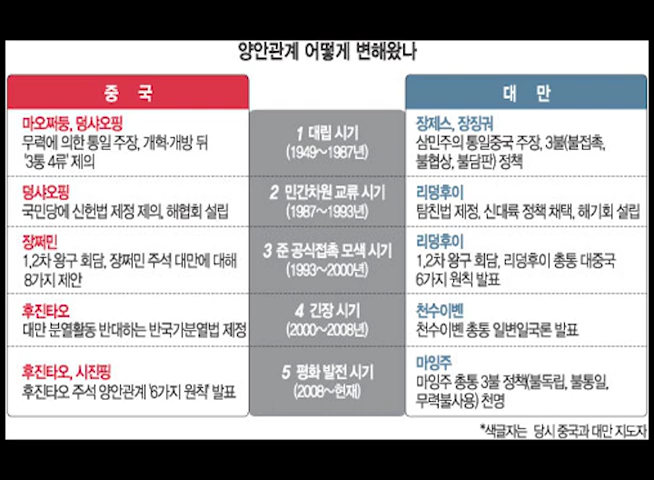 양안관계 어떻게 변해왔나
중 국
대 만
마오쩌둥, 덩샤오핑
무력에 의한 통일 주장, 개혁·개방 뒤
'3통 4류' 제의
1 대립 시기
(1949~1987년)
장제스, 장징궈
삼민주의 통일중국 주장, 3불(불접촉,
불협상, 불담판) 정책
덩샤오핑
국민당에 신헌법 제정 제의, 해협회 설립
2 민간차원 교류 시기
(1987~1993년)
리덩후이
탐친법 제정, 신대륙 정책 채택, 해기회 설립
장쩌민
1,2차 왕구 회담, 장쩌민 주석 대만에 대해
8가지 제안
3 준 공식접촉 모색 시기
(1993~2000년)
리덩후이
1,2차 왕구 회담, 리덩후이 총통 대중국
6가지 원칙 발표
후진타오
대만 분열활동 반대하는 반국가분열법 제정
4 긴장 시기
(2000~2008년)
천수이볜
천수이볜 총통 일변일국론 발표
후진타오, 시진핑
후진타오 주석 양안관계 '6가지 원칙' 발표
5 평화 발전 시기
(2008~현재)
마잉주
마잉주 총통 3불 정책(불독립, 불통일,
무력불사용) 천명
*색글자는 당시 중국과 대만 지도자